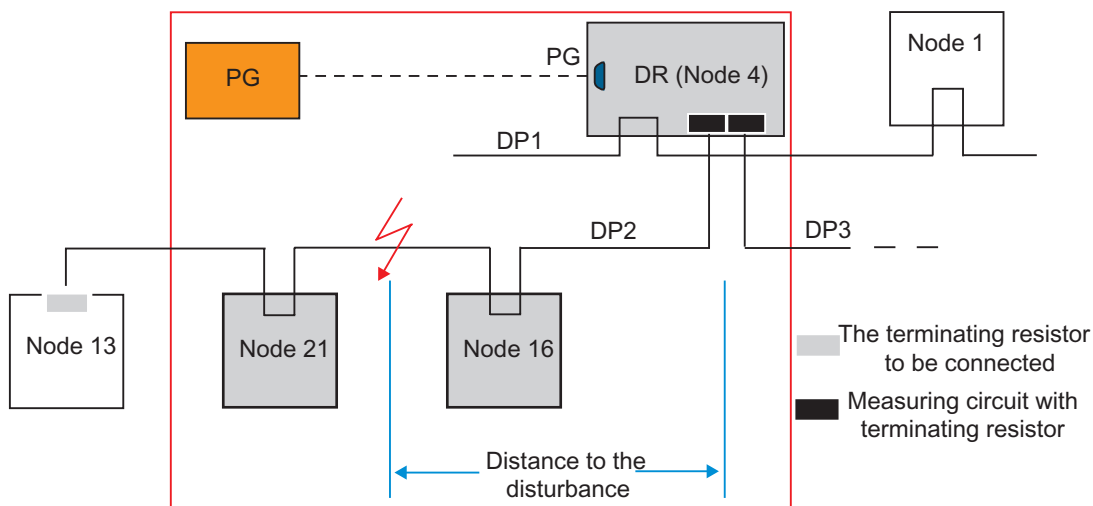 Node 1
PG
PG
DR (Node 4)
DP1
DP2
DP3
Node 13
Node 21
Node 16
The terminating resistor
to be connected
Measuring circuit with
terminating resistor
Distance to the
disturbance